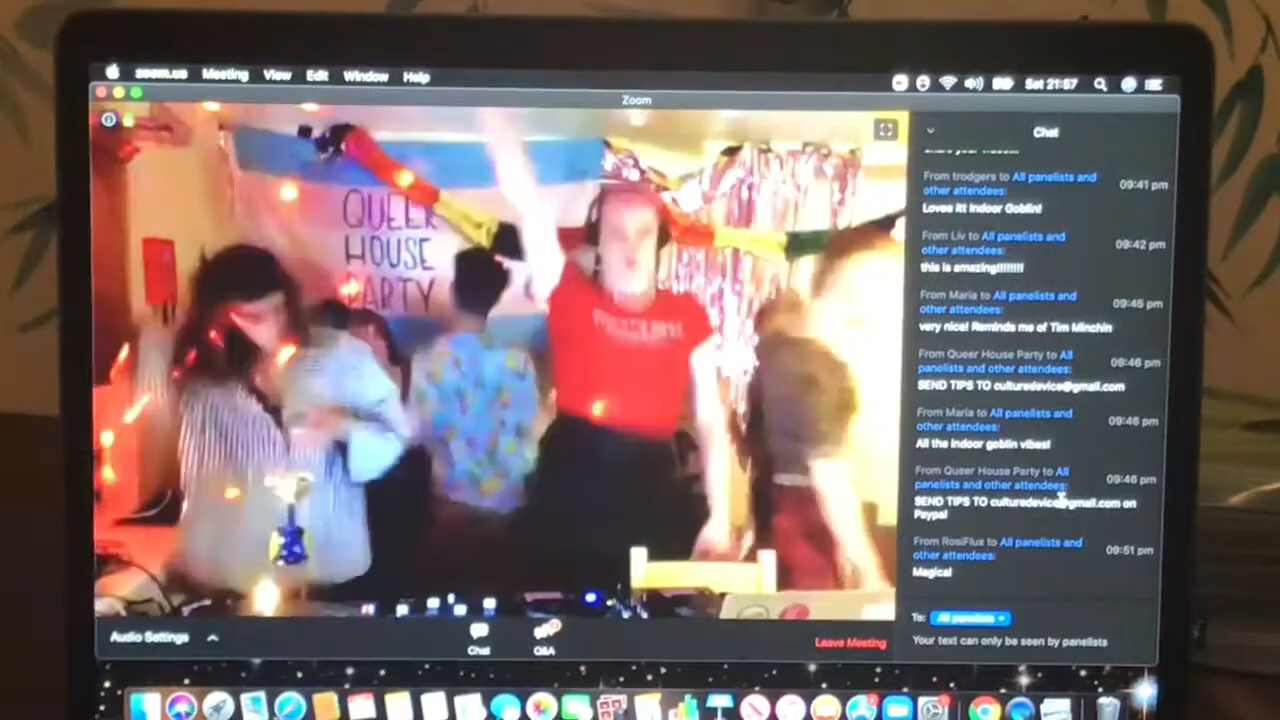 zoom.us Meeting View Edit Window Help
Sat 21:57
Zoom
QUEER
HOUSE
PARTY
Chat
From trodgers to All panelists and
other attendees:
09:41 pm
Lovee itt Indoor Goblin!
From Liv to All panelists and
other attendees:
09:42 pm
this is amazing!!!!!!!!
From Maria to All panelists and
other attendees:
09:45 pm
very nice! Reminds me of Tim Minchin
From Queer House Party to All
panelists and other attendees:
09:46 pm
SEND TIPS TO culturedevice@gmail.com
From Maria to All panelists and
other attendees:
09:46 pm
All the indoor goblin vibes!
From Queer House Party to All
panelists and other attendees:
09:46 pm
SEND TIPS TO culturedevice@gmail.com on
Paypal
From RosiFlux to All panelists and
other attendees:
09:51 pm
Magical
To: All panelists
Your text can only be seen by panelists
Audio Settings
Chat
Q&A
Leave Meeting